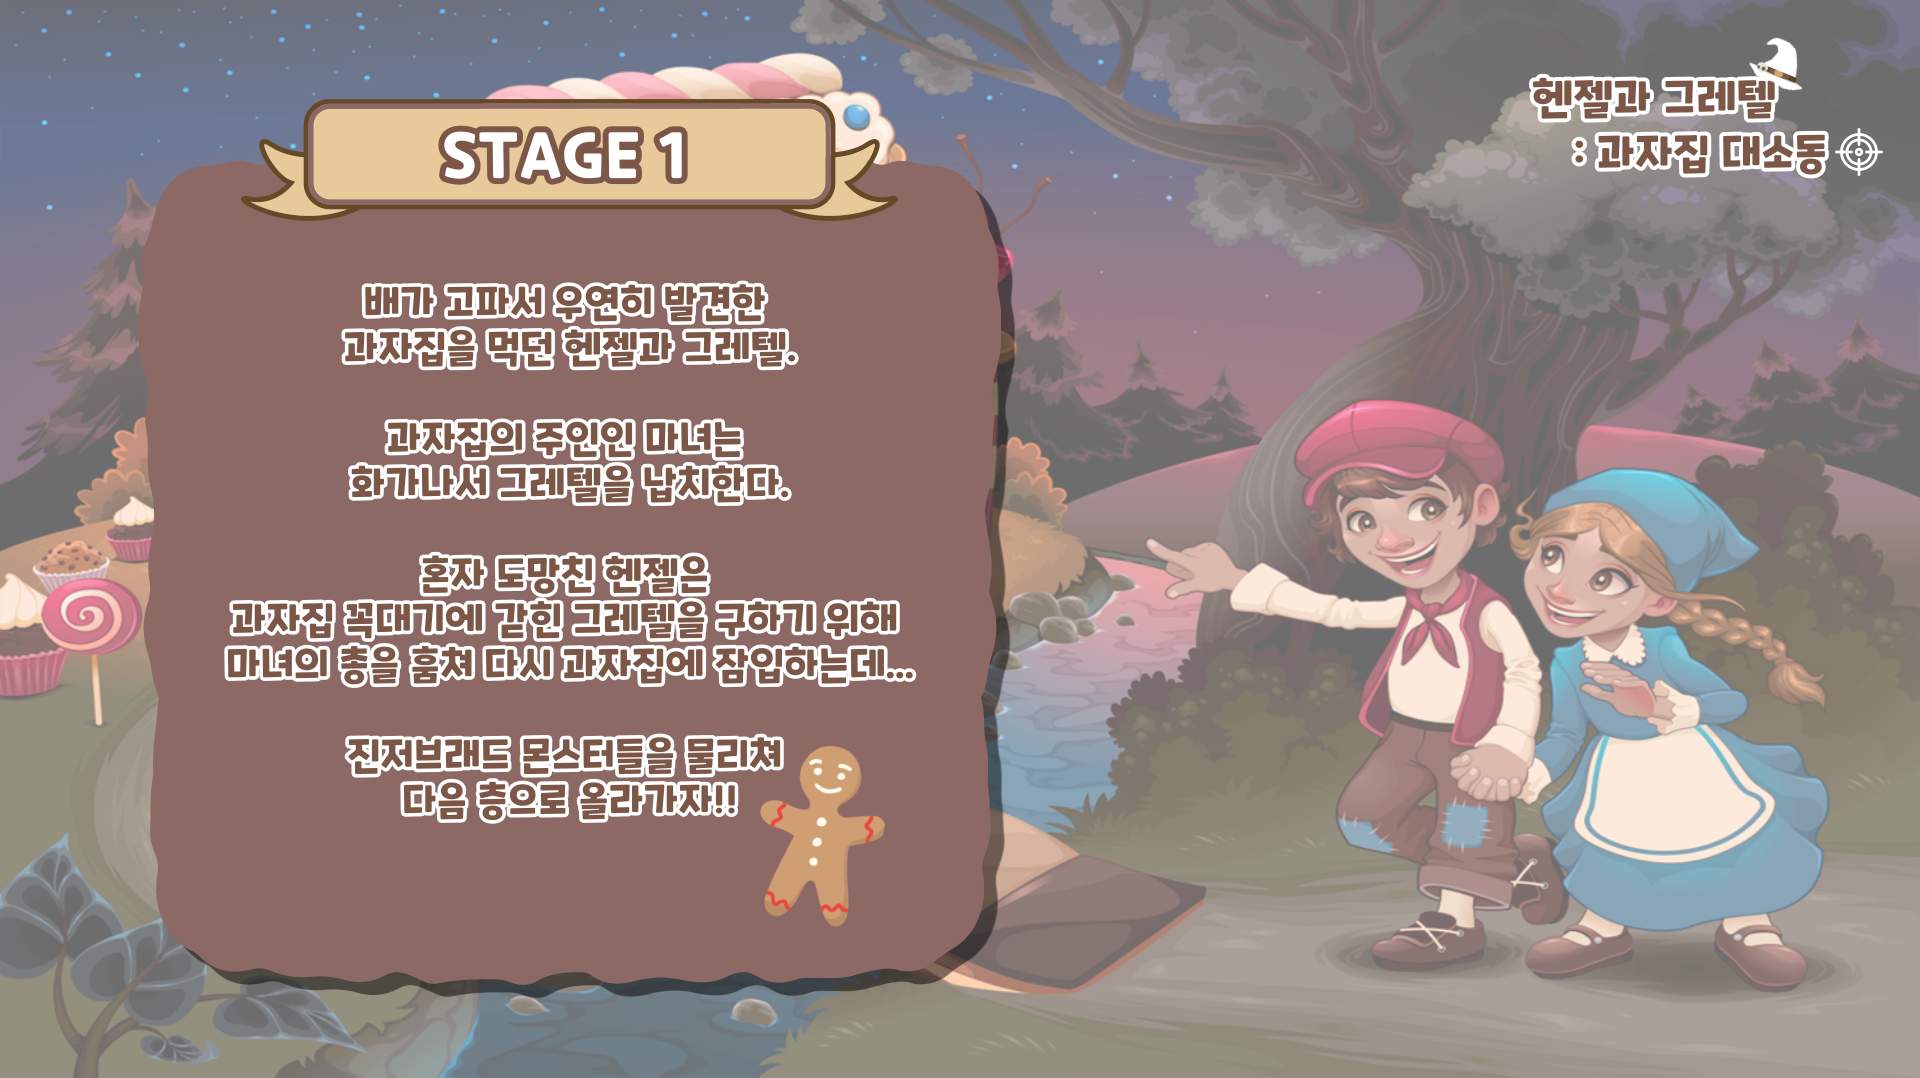 STAGE 1
헨젤과 그레텔
: 과자집 대소동
배가 고파서 우연히 발견한
과자집을 먹던 헨젤과 그레텔.
과자집의 주인인 마녀는
화가나서 그레텔을 납치한다.
혼자 도망친 헨젤은
과자집 꼭대기에 갇힌 그레텔을 구하기 위해
마녀의 총을 훔쳐 다시 과자집에 잠입하는데...
진저브래드 몬스터들을 물리쳐
다음 층으로 올라가자!!